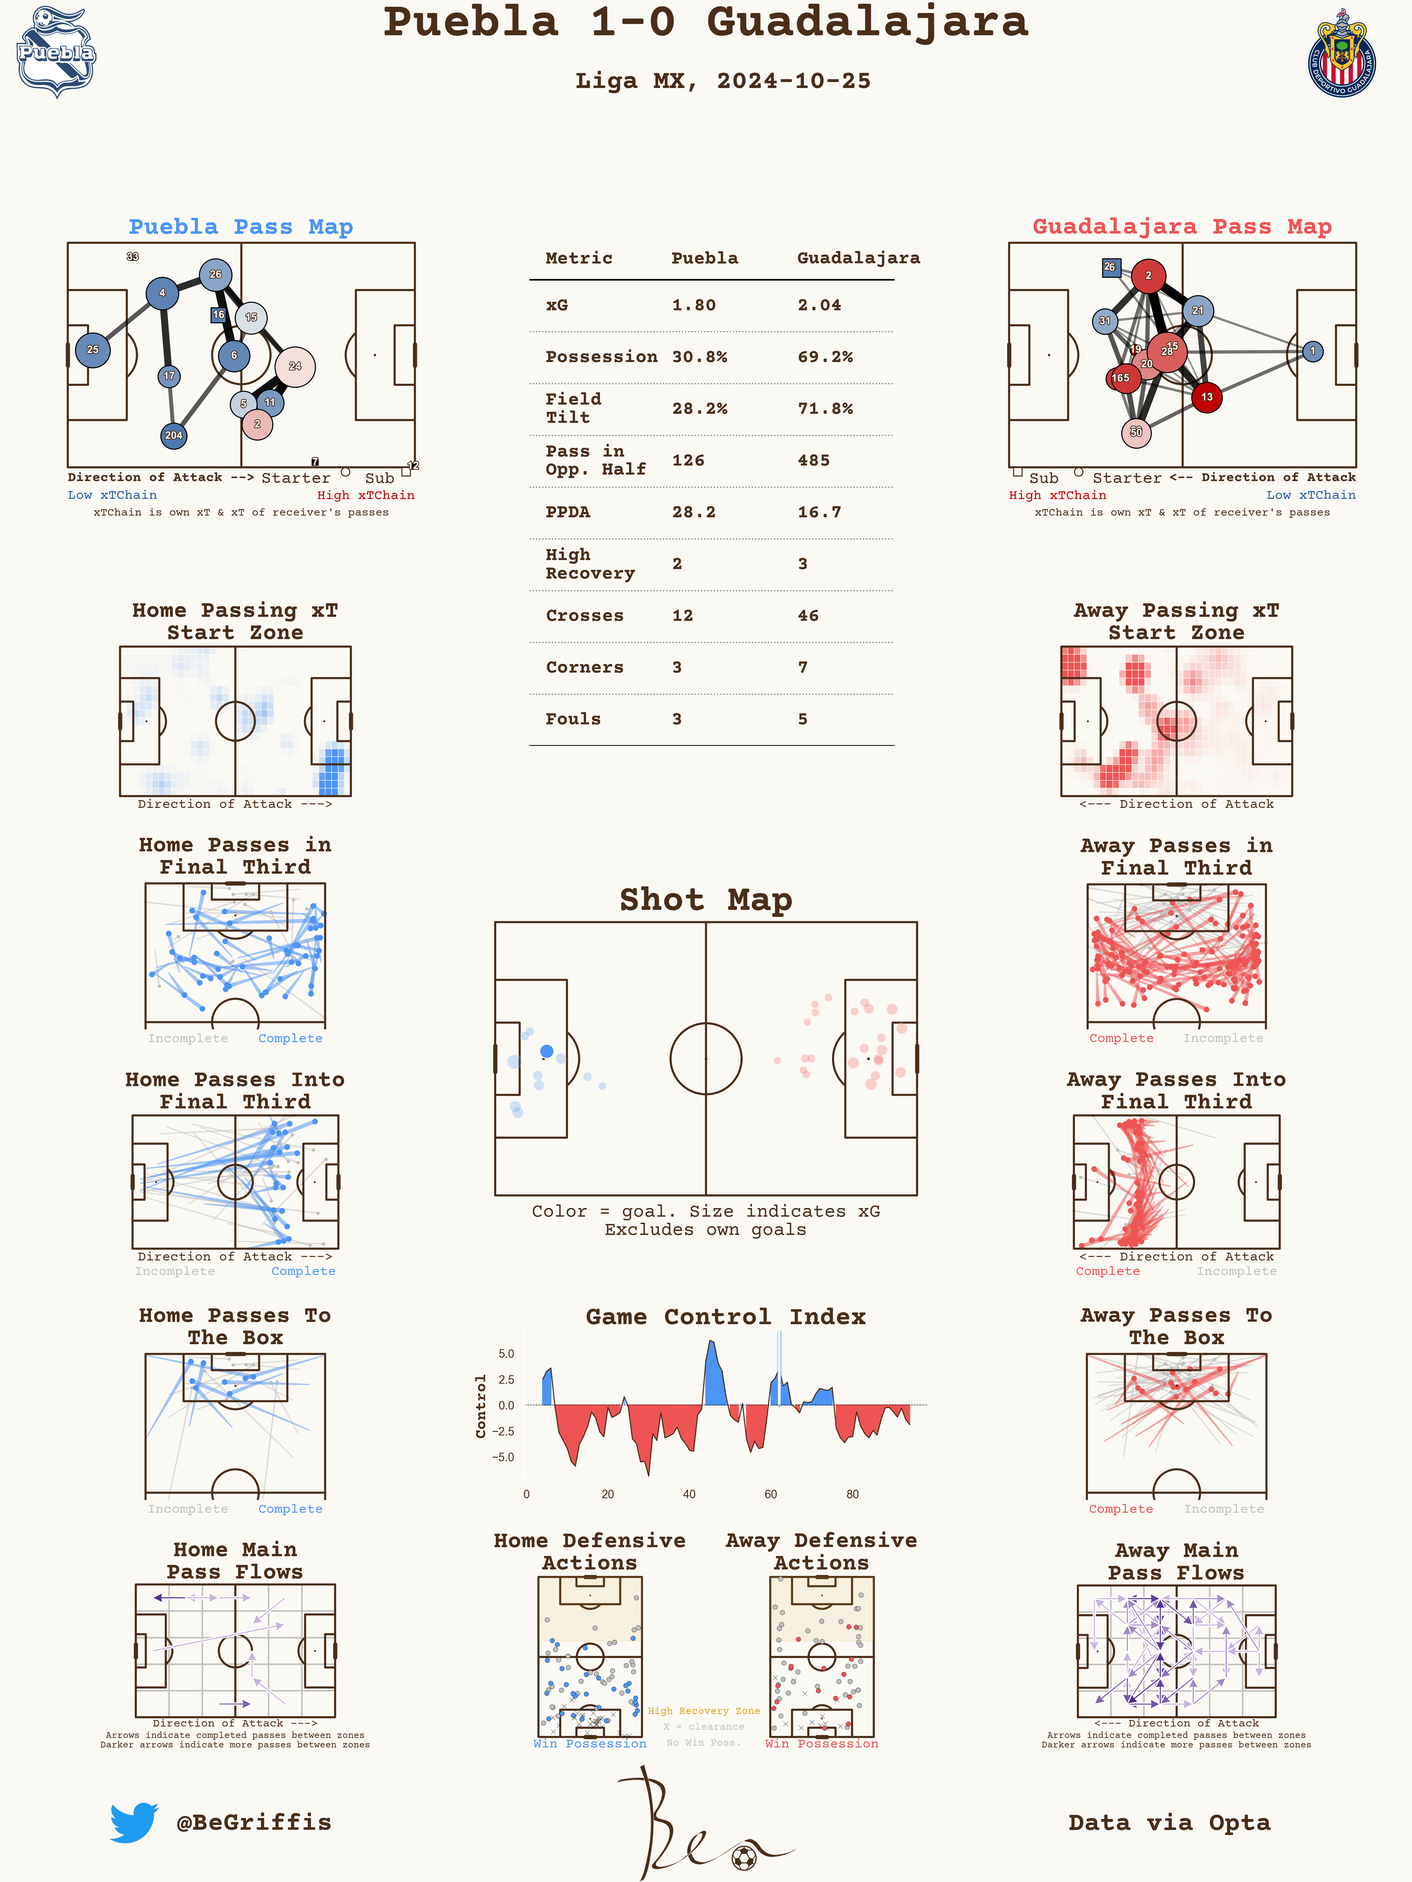 Puebla 1-0 Guadalajara
Liga MX, 2024-10-25
Puebla
CLUB DEPORTIVO GUADALAJARA
Puebla Pass Map
33
26
4
16
15
25
6
24
17
5
11
2
204
7
12
Direction of Attack --> Starter Sub
Low xTChain High xTChain
xTChain is own xT & xT of receiver's passes
Metric Puebla Guadalajara
xG 1.80 2.04
Possession 30.8% 69.2%
Field
Tilt 28.2% 71.8%
Pass in
Opp. Half 126 485
PPDA 28.2 16.7
High
Recovery 2 3
Crosses 12 46
Corners 3 7
Fouls 3 5
Guadalajara Pass Map
2
21
31
15
28
20
1
165
13
50
Sub Starter <-- Direction of Attack
High xTChain Low xTChain
xTChain is own xT & xT of receiver's passes
Home Passing xT
Start Zone
Direction of Attack --->
Away Passing xT
Start Zone
<--- Direction of Attack
Home Passes in
Final Third
Incomplete Complete
Away Passes in
Final Third
Complete Incomplete
Shot Map
Color = goal. Size indicates xG
Excludes own goals
Home Passes Into
Final Third
Direction of Attack --->
Incomplete Complete
Away Passes Into
Final Third
<--- Direction of Attack
Complete Incomplete
Home Passes To
The Box
Incomplete Complete
Game Control Index
Control
5.0
2.5
0.0
−2.5
−5.0
0 20 40 60 80
Away Passes To
The Box
Complete Incomplete
Home Main
Pass Flows
Direction of Attack --->
Arrows indicate completed passes between zones
Darker arrows indicate more passes between zones
Home Defensive
Actions
Win Possession
High Recovery Zone
X = clearance
No Win Poss.
Away Defensive
Actions
Win Possession
Away Main
Pass Flows
<--- Direction of Attack
Arrows indicate completed passes between zones
Darker arrows indicate more passes between zones
@BeGriffis
Ben
Data via Opta